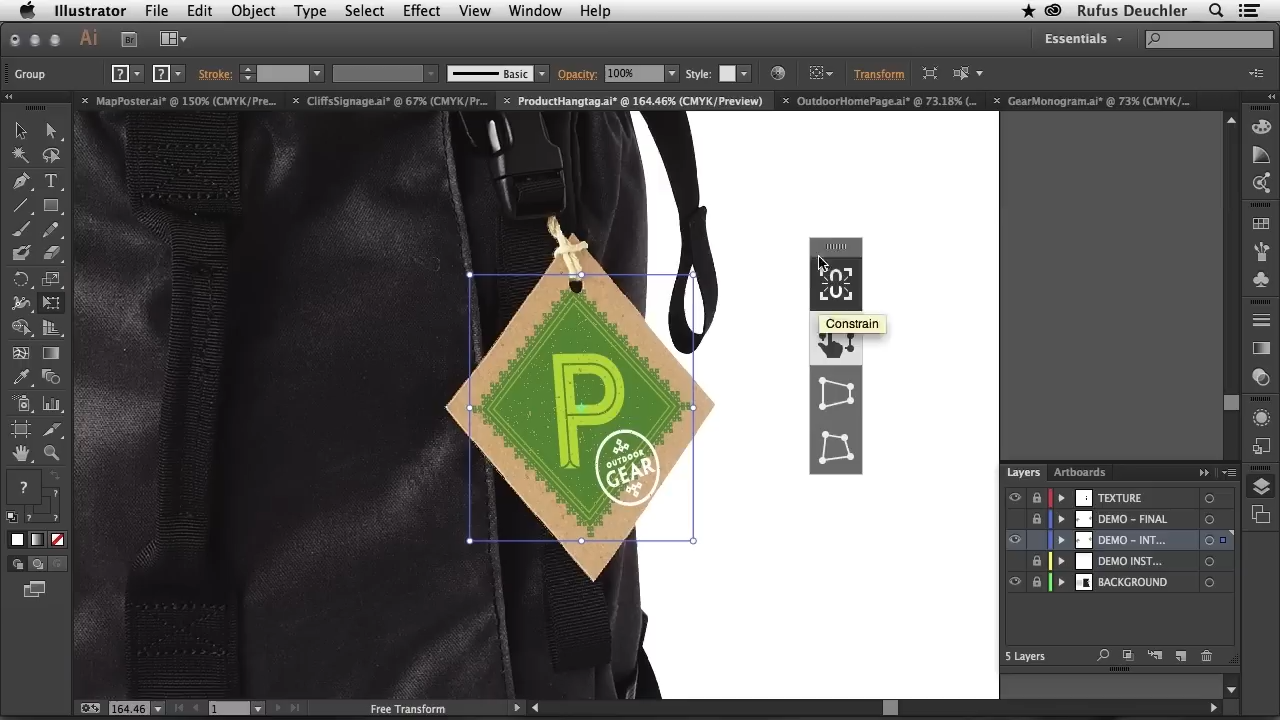 Illustrator File Edit Object Type Select Effect View Window Help Rufus Deuchler
Ai Br Essentials
Group ? ? Stroke: Basic Opacity: 100% Style: Transform
× MapPoster.ai* @ 150% (CMYK/Pre... × CliffsSignage.ai* @ 67% (CMYK/Pr... × ProductHangtag.ai* @ 164.46% (CMYK/Preview) × OutdoorHomePage.ai* @ 73.18% (... × GearMonogram.ai* @ 73% (CMYK/...
T
Constrain
P
OUTDOOR
GEAR
?
?
? ?
Layers Artboards
TEXTURE
DEMO – FINAL
DEMO – INT...
DEMO INST...
BACKGROUND
5 Layers
164.46 1 Free Transform